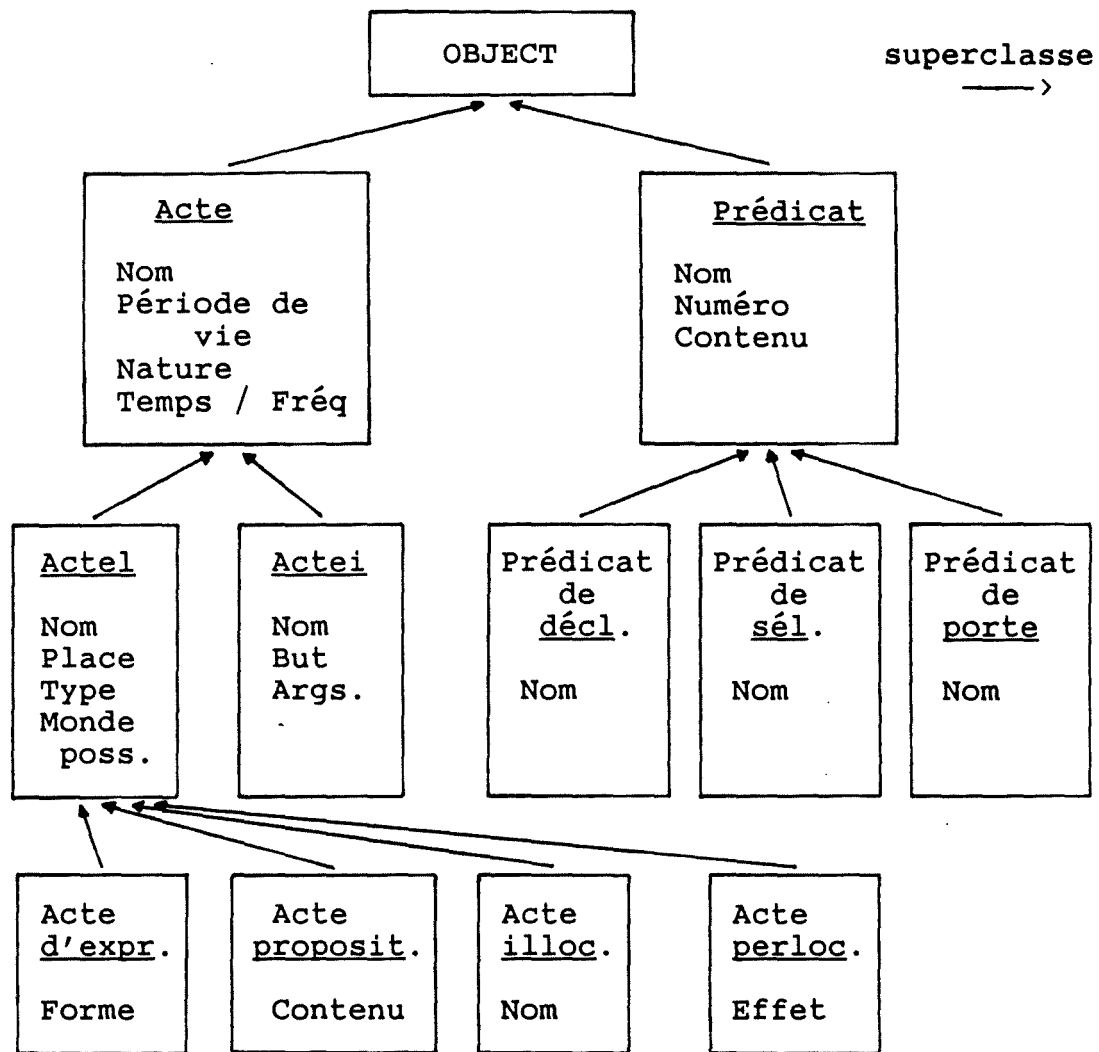 OBJECT
superclasse
Acte
Nom
Période de
vie
Nature
Temps / Fréq
Prédicat
Nom
Numéro
Contenu
Actel
Nom
Place
Type
Monde
poss.
Actei
Nom
But
Args.
Prédicat
de
décl.
Nom
Prédicat
de
sél.
Nom
Prédicat
de
porte
Nom
Acte
d'expr.
Forme
Acte
proposit.
Contenu
Acte
illoc.
Nom
Acte
perloc.
Effet